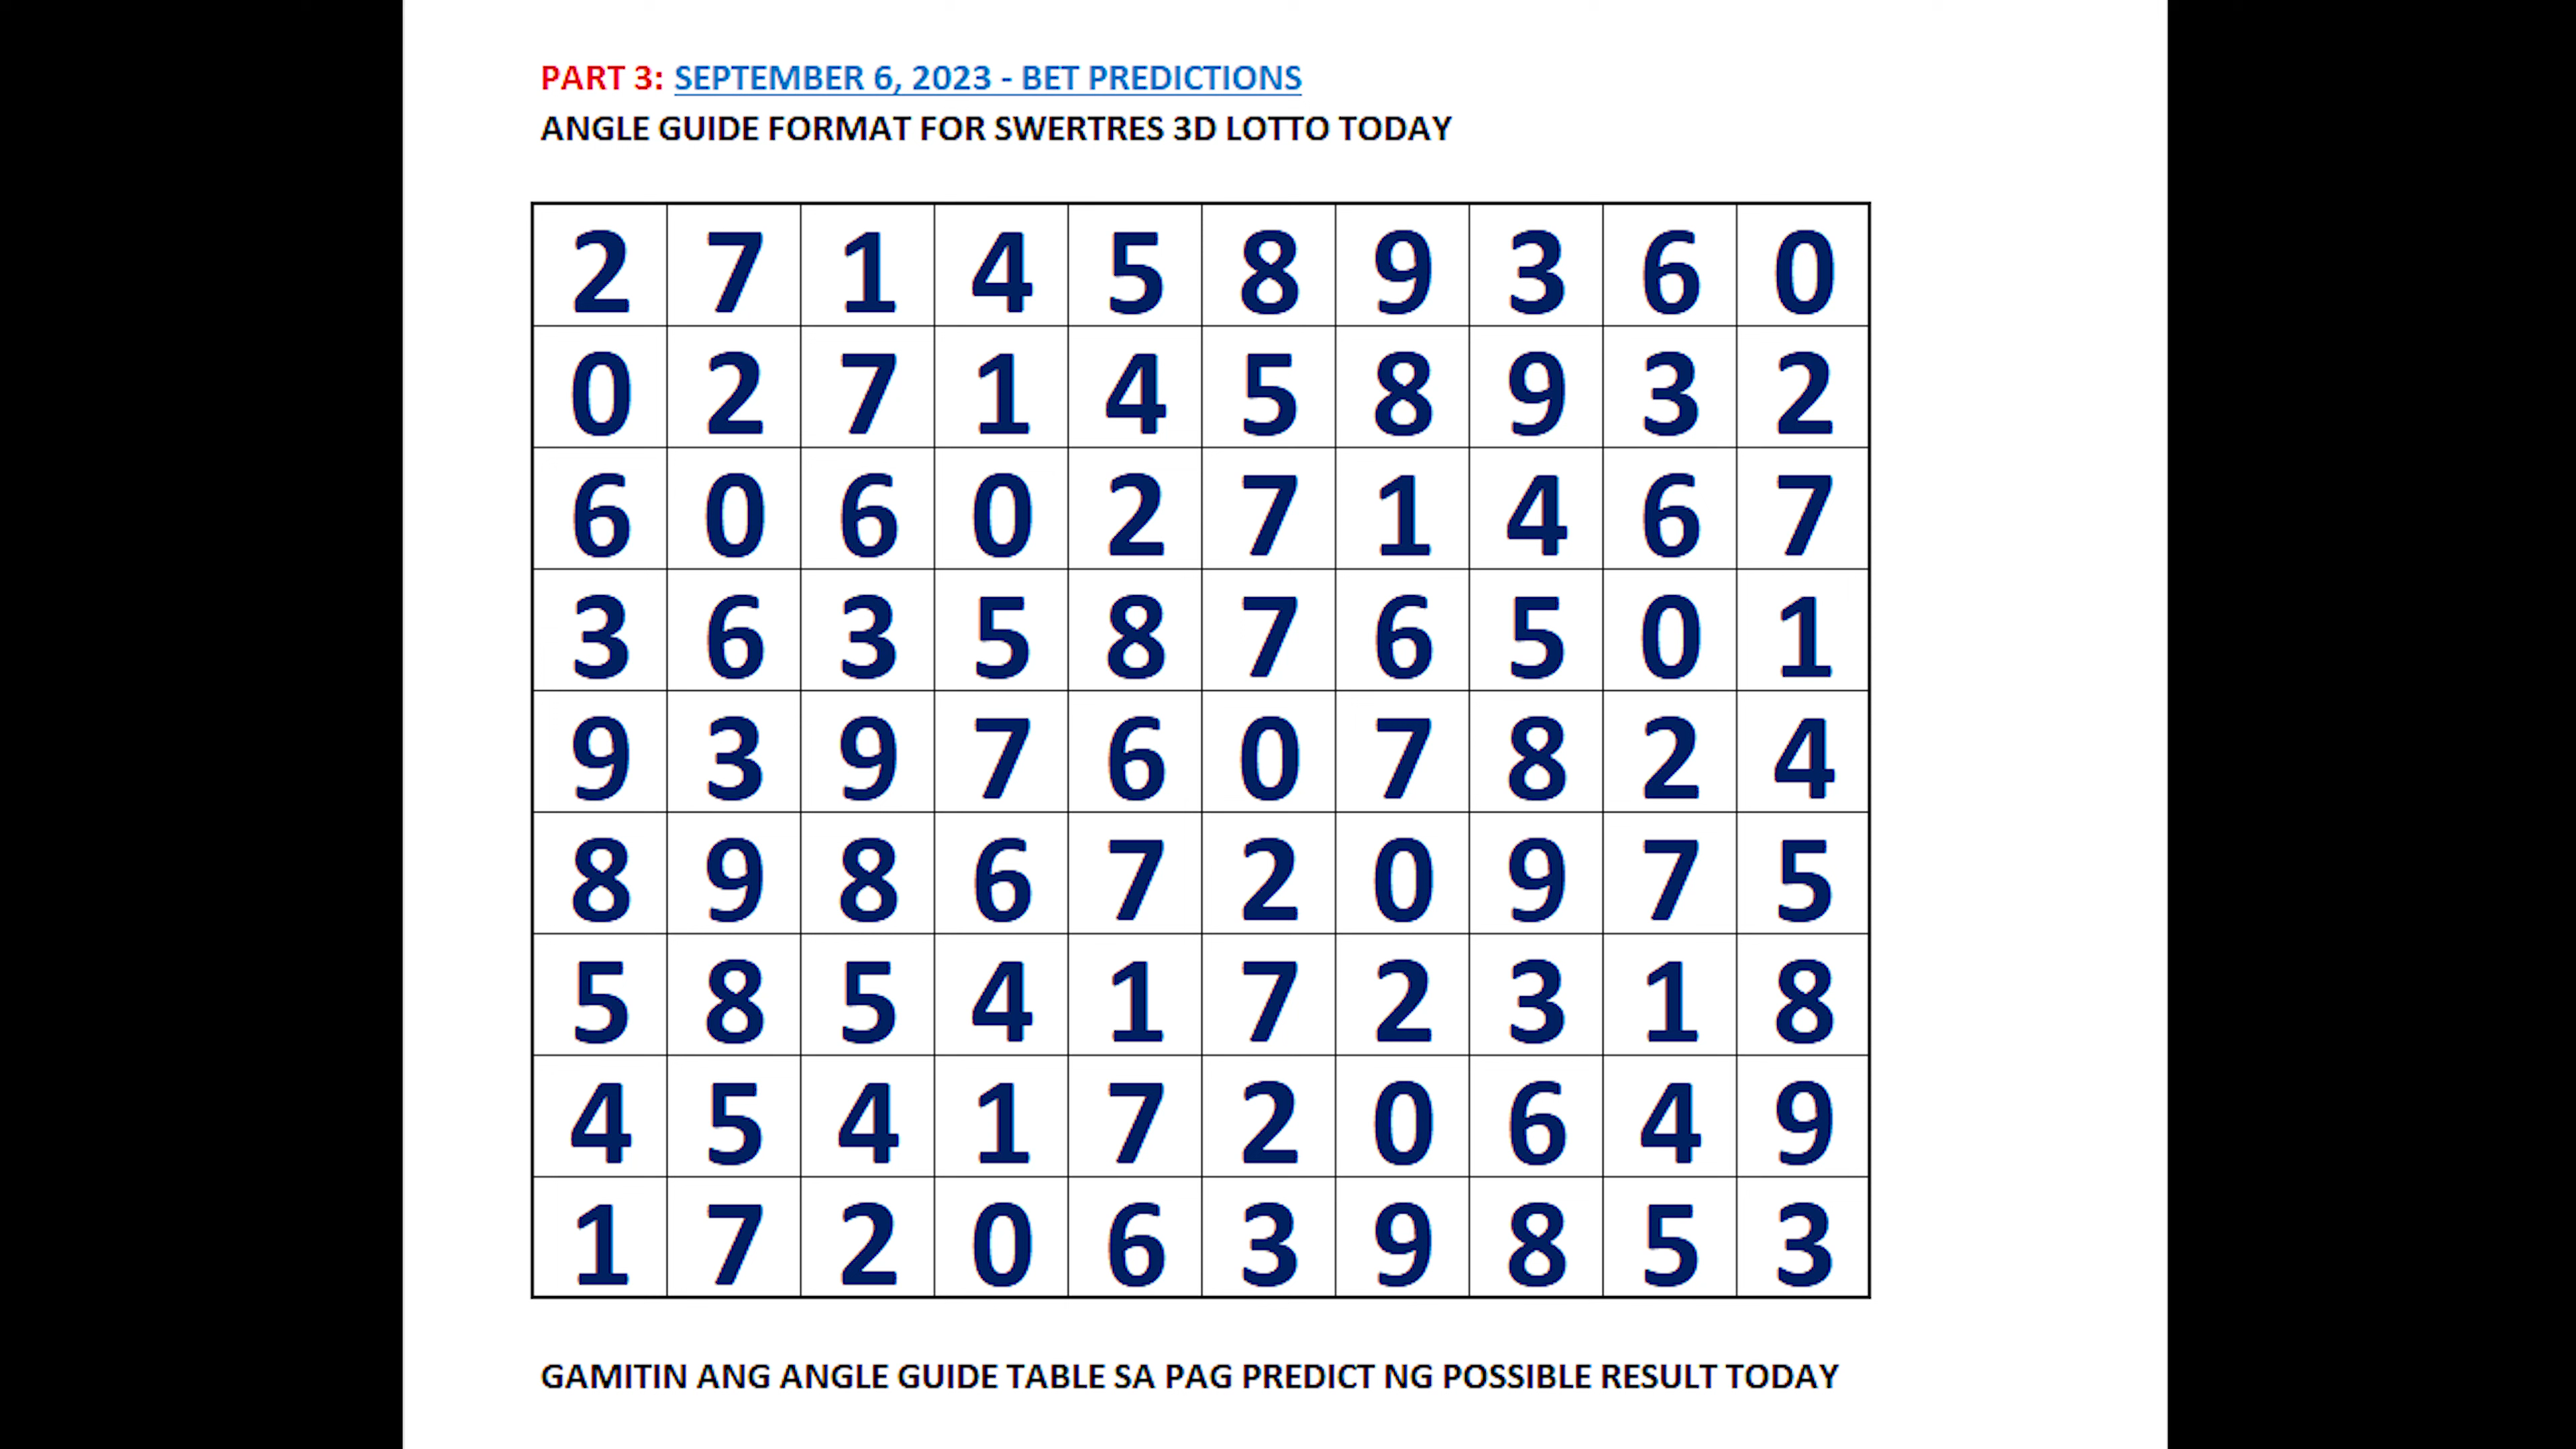 PART 3: SEPTEMBER 6, 2023 - BET PREDICTIONS
ANGLE GUIDE FORMAT FOR SWERTRES 3D LOTTO TODAY
2 7 1 4 5 8 9 3 6 0
0 2 7 1 4 5 8 9 3 2
6 0 6 0 2 7 1 4 6 7
3 6 3 5 8 7 6 5 0 1
9 3 9 7 6 0 7 8 2 4
8 9 8 6 7 2 0 9 7 5
5 8 5 4 1 7 2 3 1 8
4 5 4 1 7 2 0 6 4 9
1 7 2 0 6 3 9 8 5 3
GAMITIN ANG ANGLE GUIDE TABLE SA PAG PREDICT NG POSSIBLE RESULT TODAY